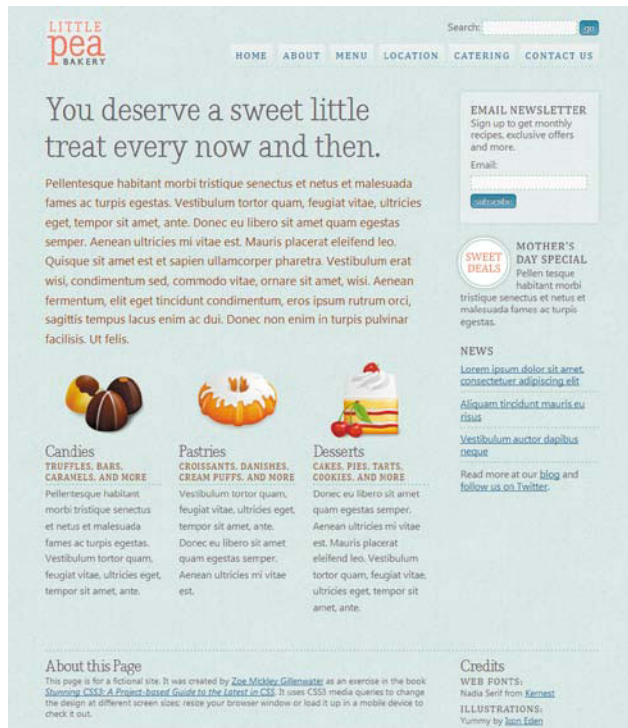 LITTLE
pea
BAKERY
Search:
go
HOME ABOUT MENU LOCATION CATERING CONTACT US
You deserve a sweet little
treat every now and then.
Pellentesque habitant morbi tristique senectus et netus et malesuada
fames ac turpis egestas. Vestibulum tortor quam, feugiat vitae, ultricies
eget, tempor sit amet, ante. Donec eu libero sit amet quam egestas
semper. Aenean ultricies mi vitae est. Mauris placerat eleifend leo.
Quisque sit amet est et sapien ullamcorper pharetra. Vestibulum erat
wisi, condimentum sed, commodo vitae, ornare sit amet, wisi. Aenean
fermentum, elit eget tincidunt condimentum, eros ipsum rutrum orci,
sagittis tempus lacus enim ac dui. Donec non enim in turpis pulvinar
facilisis. Ut felis.
Candies
TRUFFLES, BARS,
CARAMELS, AND MORE
Pellentesque habitant
morbi tristique senectus
et netus et malesuada
fames ac turpis egestas.
Vestibulum tortor quam,
feugiat vitae, ultricies eget,
tempor sit amet, ante.
Pastries
CROISSANTS, DANISHES,
CREAM PUFFS, AND MORE
Vestibulum tortor quam,
feugiat vitae, ultricies eget,
tempor sit amet, ante.
Donec eu libero sit amet
quam egestas semper.
Aenean ultricies mi vitae
est.
Desserts
CAKES, PIES, TARTS,
COOKIES, AND MORE
Donec eu libero sit amet
quam egestas semper.
Aenean ultricies mi vitae
est. Mauris placerat
eleifend leo. Vestibulum
tortor quam, feugiat vitae,
ultricies eget, tempor sit
amet, ante.
EMAIL NEWSLETTER
Sign up to get monthly
recipes, exclusive offers
and more.
Email:
subscribe
SWEET
DEALS
MOTHER'S
DAY SPECIAL
Pellen tesque
habitant morbi
tristique senectus et netus et
malesuada fames ac turpis
egestas.
NEWS
Lorem ipsum dolor sit amet,
consectetuer adipiscing elit
Aliquam tincidunt mauris eu
risus
Vestibulum auctor dapibus
neque
Read more at our blog and
follow us on Twitter.
About this Page
This page is for a fictional site. It was created by Zoe Mickley Gillenwater as an exercise in the book
Stunning CSS3: A Project-based Guide to the Latest in CSS. It uses CSS3 media queries to change
the design at different screen sizes; resize your browser window or load it up in a mobile device to
check it out.
Credits
WEB FONTS:
Nadia Serif from Kernest
ILLUSTRATIONS:
Yummy by Icon Eden